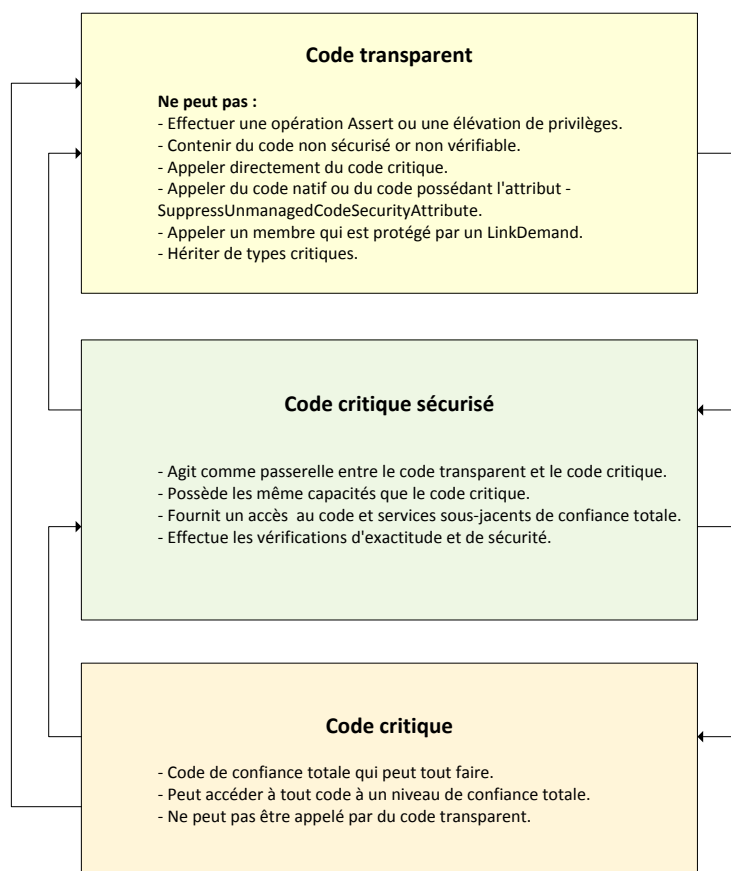 Code transparent
Ne peut pas :
- Effectuer une opération Assert ou une élévation de privilèges.
- Contenir du code non sécurisé or non vérifiable.
- Appeler directement du code critique.
- Appeler du code natif ou du code possédant l'attribut -
SuppressUnmanagedCodeSecurityAttribute.
- Appeler un membre qui est protégé par un LinkDemand.
- Hériter de types critiques.
Code critique sécurisé
- Agit comme passerelle entre le code transparent et le code critique.
- Possède les même capacités que le code critique.
- Fournit un accès  au code et services sous-jacents de confiance totale.
- Effectue les vérifications d'exactitude et de sécurité.
Code critique
- Code de confiance totale qui peut tout faire.
- Peut accéder à tout code à un niveau de confiance totale.
- Ne peut pas être appelé par du code transparent.